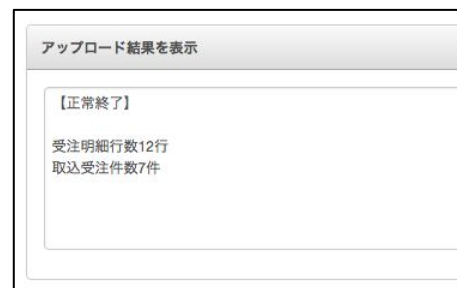 アップロード結果を表示
【正常終了】
受注明細行数12行
取込受注件数7件